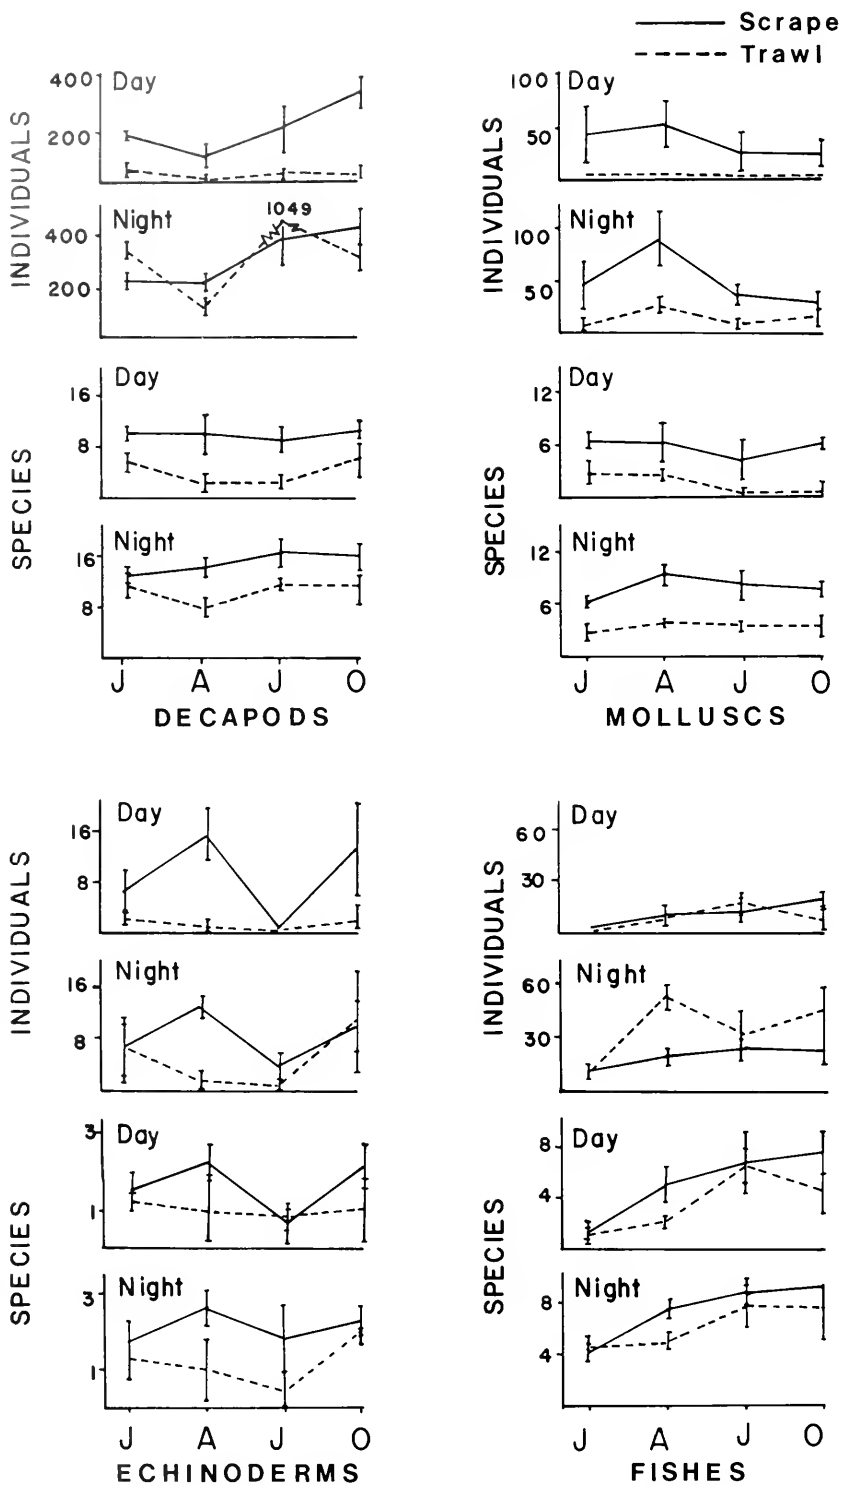 Scrape
Trawl
INDIVIDUALS
400
200
Day
400
200
Night
1049
SPECIES
16
8
Day
16
8
Night
J A J O
DECAPODS
INDIVIDUALS
100
50
Day
100
50
Night
SPECIES
12
6
Day
12
6
Night
J A J O
MOLLUSCS
INDIVIDUALS
16
8
Day
16
8
Night
SPECIES
3
1
Day
3
1
Night
J A J O
ECHINODERMS
INDIVIDUALS
60
30
Day
60
30
Night
SPECIES
8
4
Day
8
4
Night
J A J O
FISHES